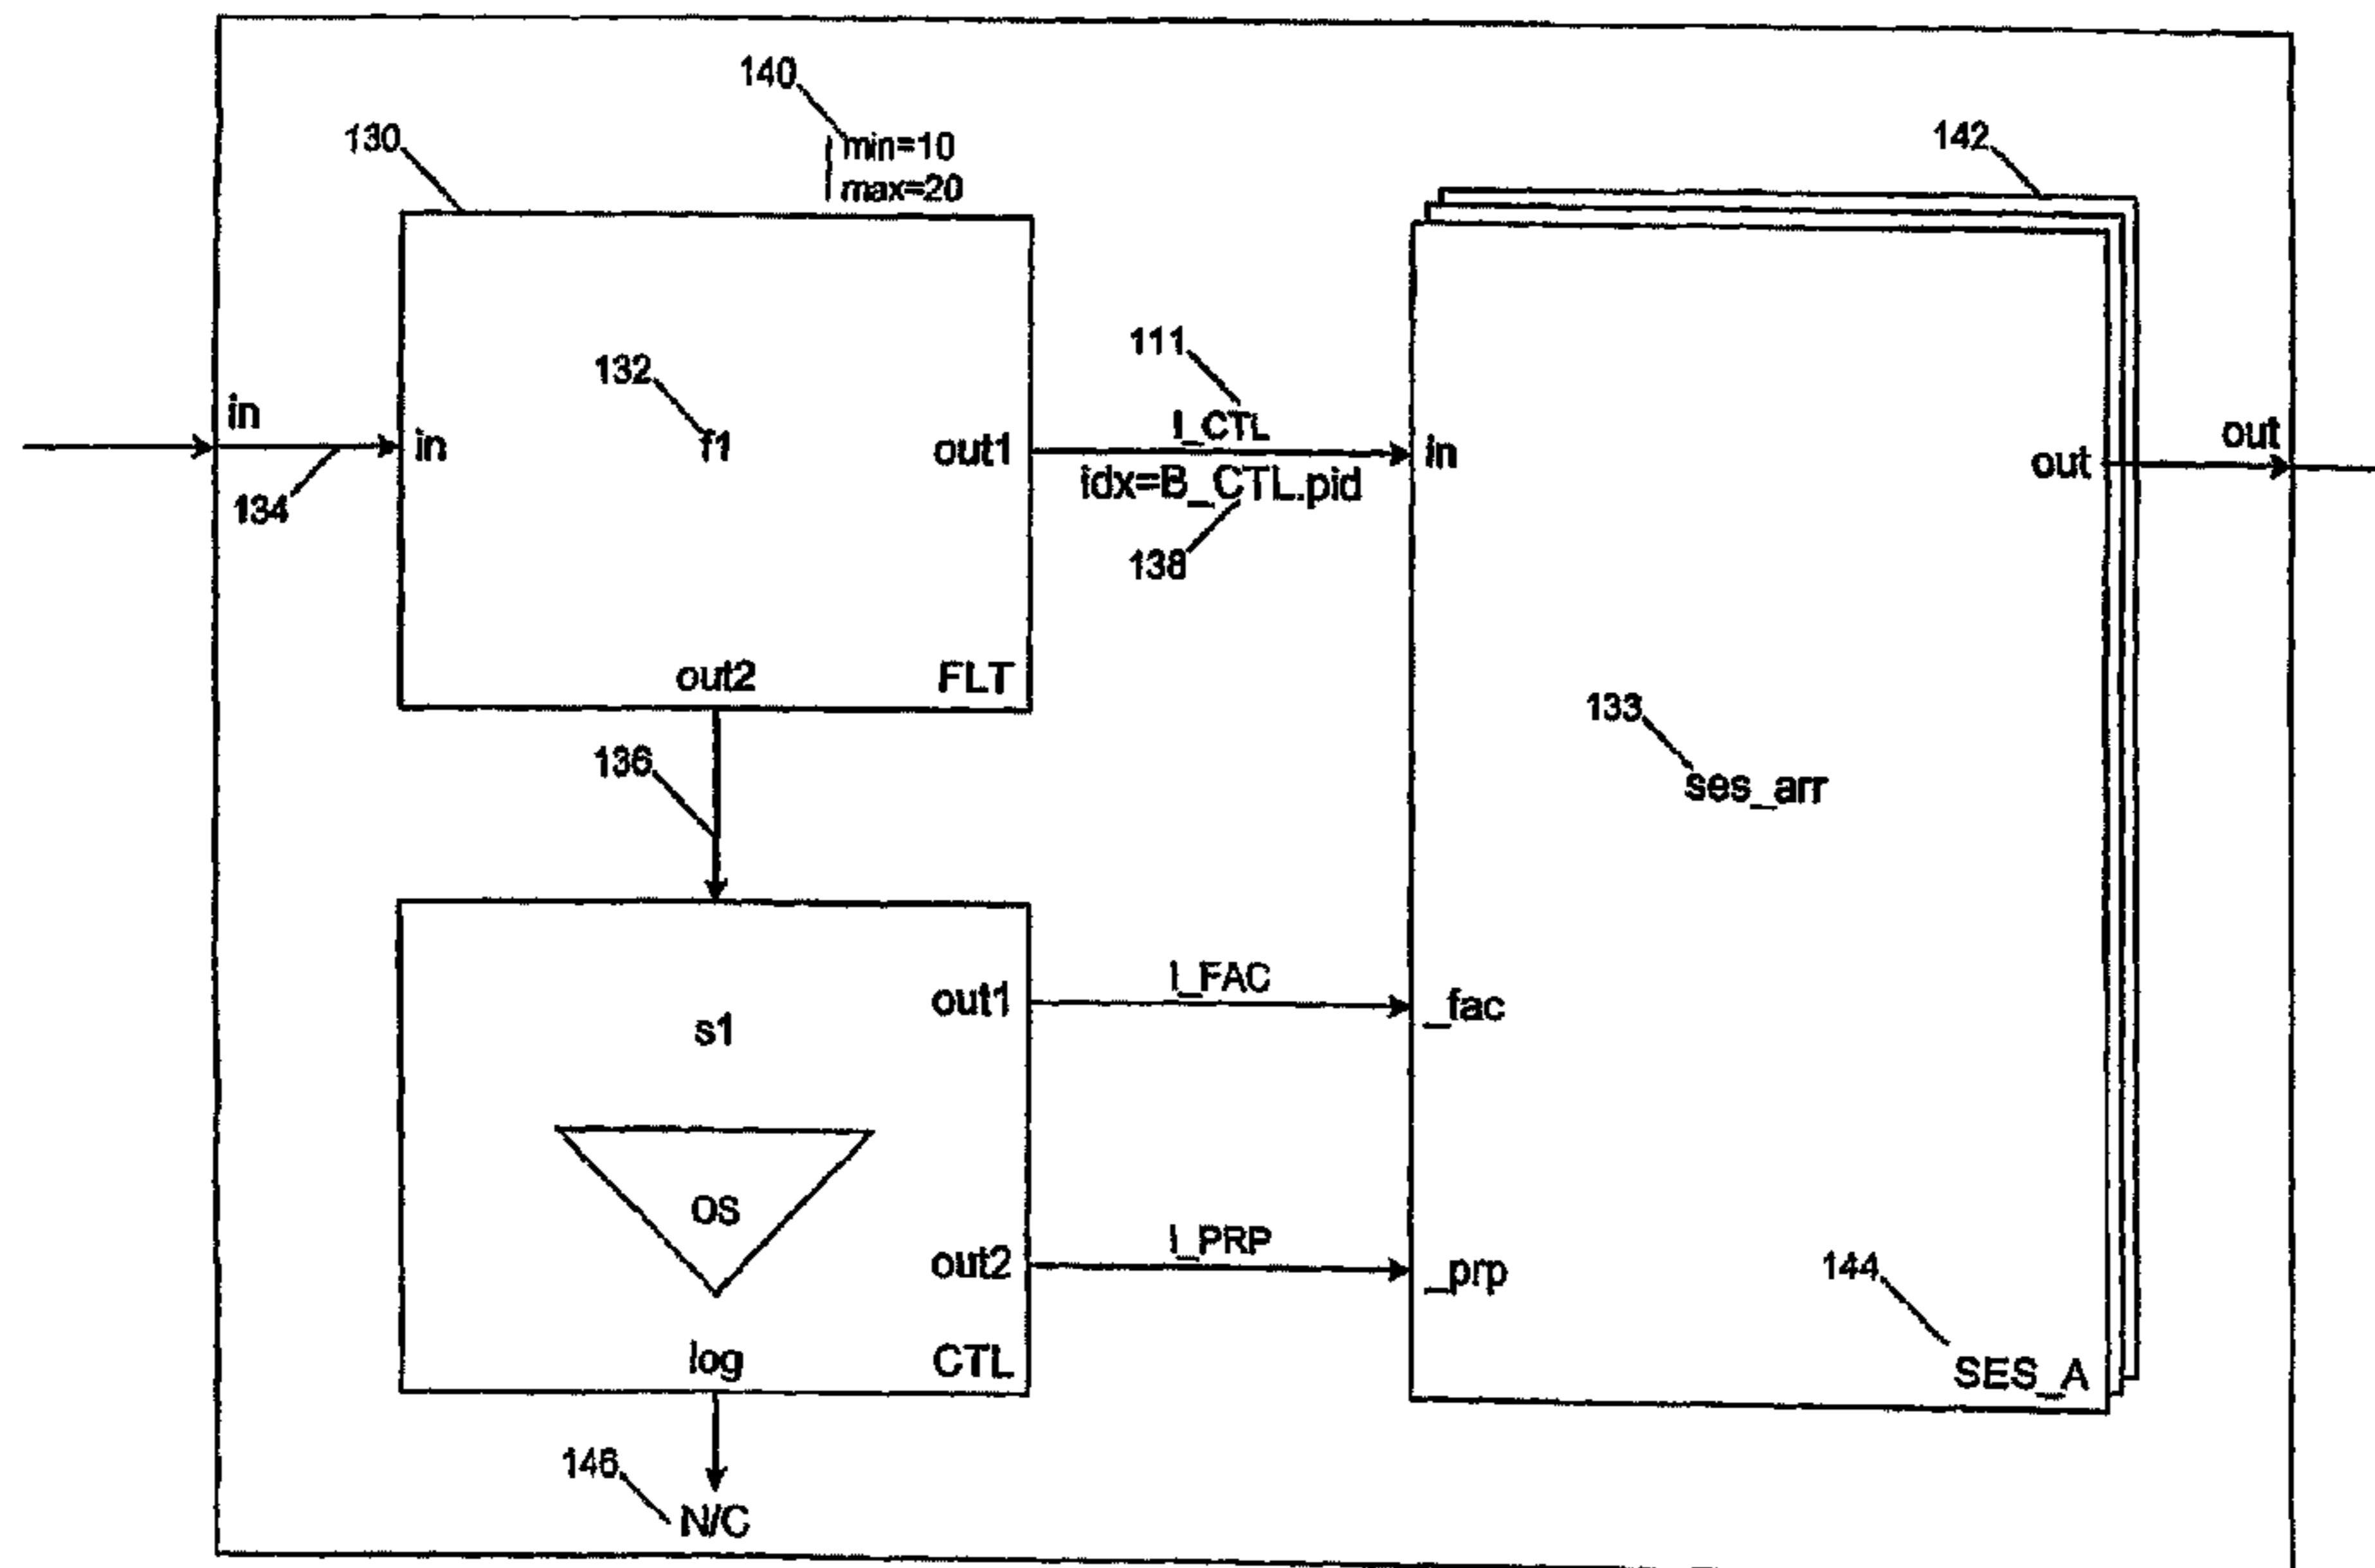 140
min=10
max=20
130
142
132
f1
111
I_CTL
idx=B_CTL.pid
138
in
in
134
out1
in
out
out
out2
FLT
136
133
ses_arr
s1
out1
I_FAC
_fac
OS
out2
I_PRP
_prp
144
log
CTL
SES_A
146
N/C